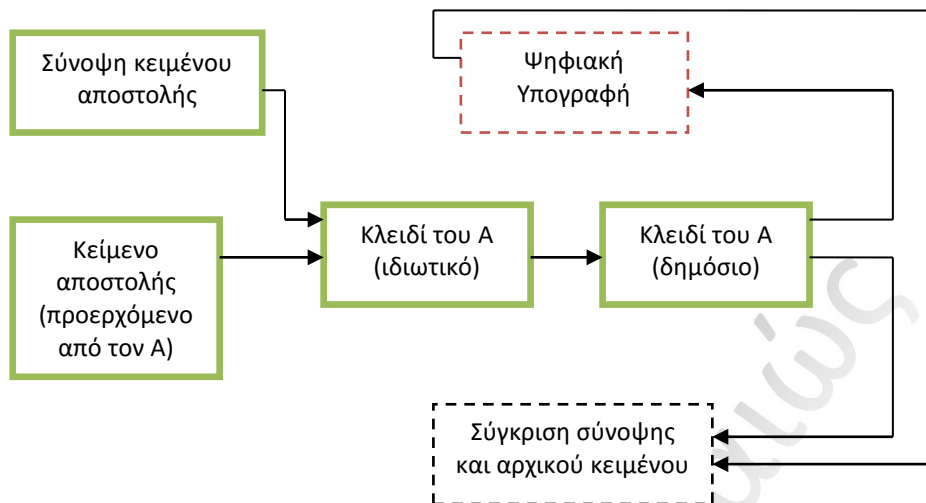 Σύνοψη κειμένου
αποστολής
Ψηφιακή
Υπογραφή
Κείμενο
αποστολής
(προερχόμενο
από τον Α)
Κλειδί του Α
(ιδιωτικό)
Κλειδί του Α
(δημόσιο)
Σύγκριση σύνοψης
και αρχικού κειμένου